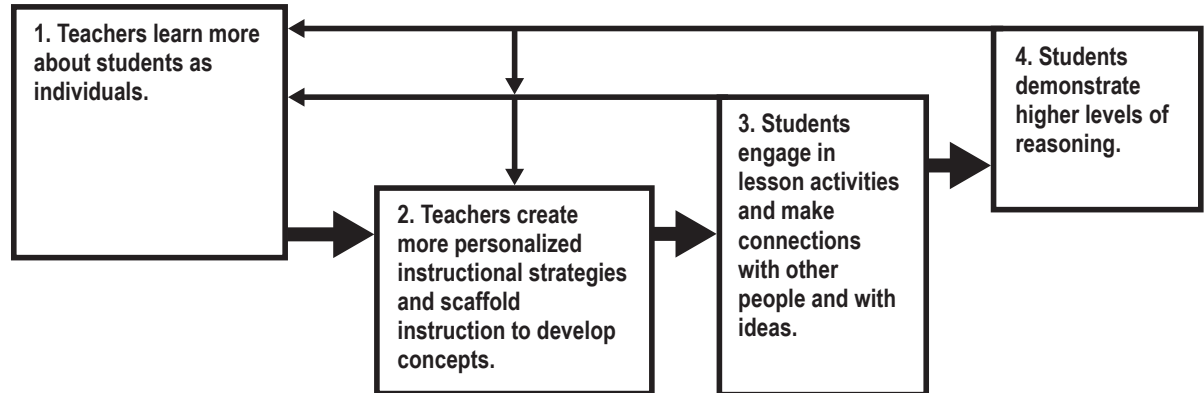 1. Teachers learn more
about students as
individuals.
2. Teachers create
more personalized
instructional strategies
and scaffold
instruction to develop
concepts.
3. Students
engage in
lesson activities
and make
connections
with other
people and with
ideas.
4. Students
demonstrate
higher levels of
reasoning.